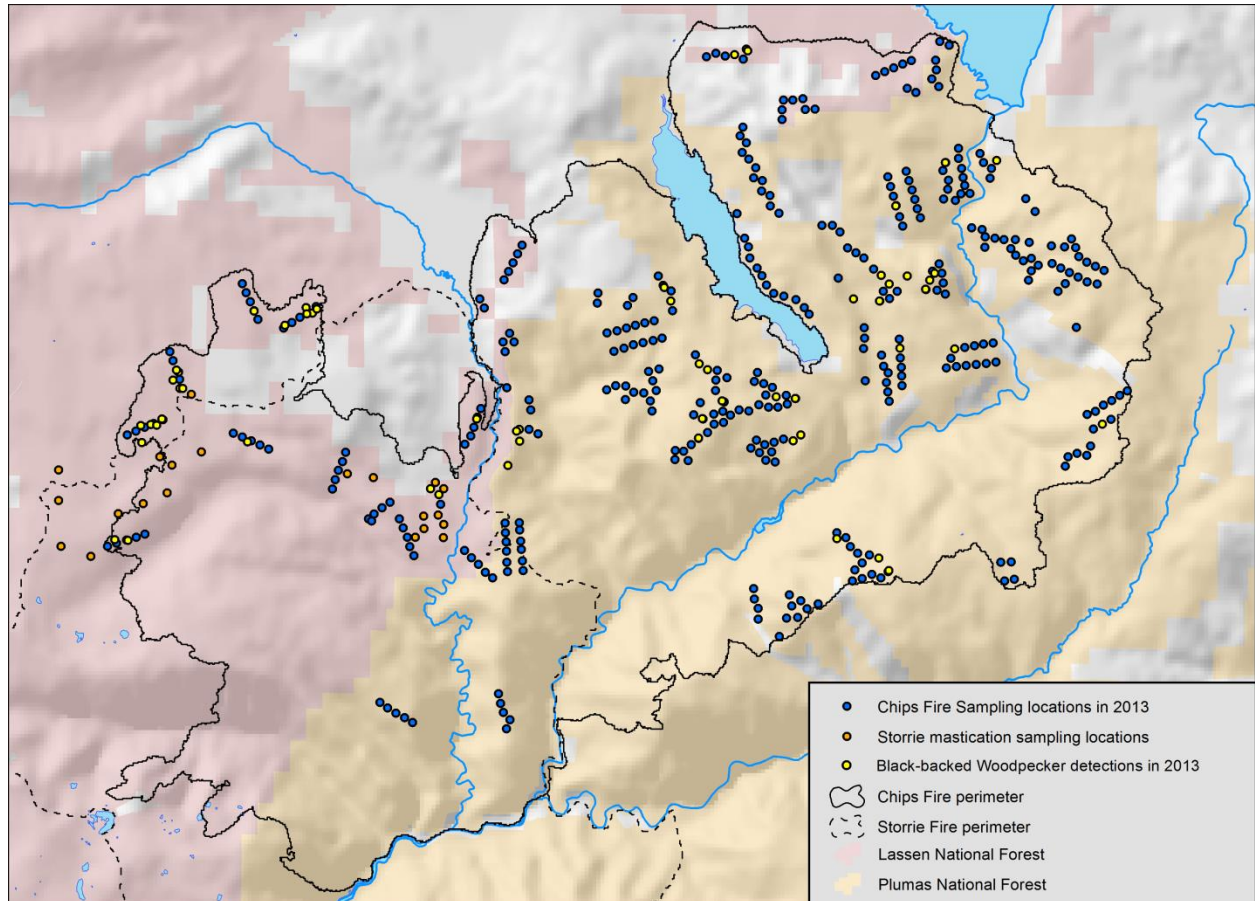 Chips Fire Sampling locations in 2013
Storrie mastication sampling locations
Black-backed Woodpecker detections in 2013
Chips Fire perimeter
Storrie Fire perimeter
Lassen National Forest
Plumas National Forest